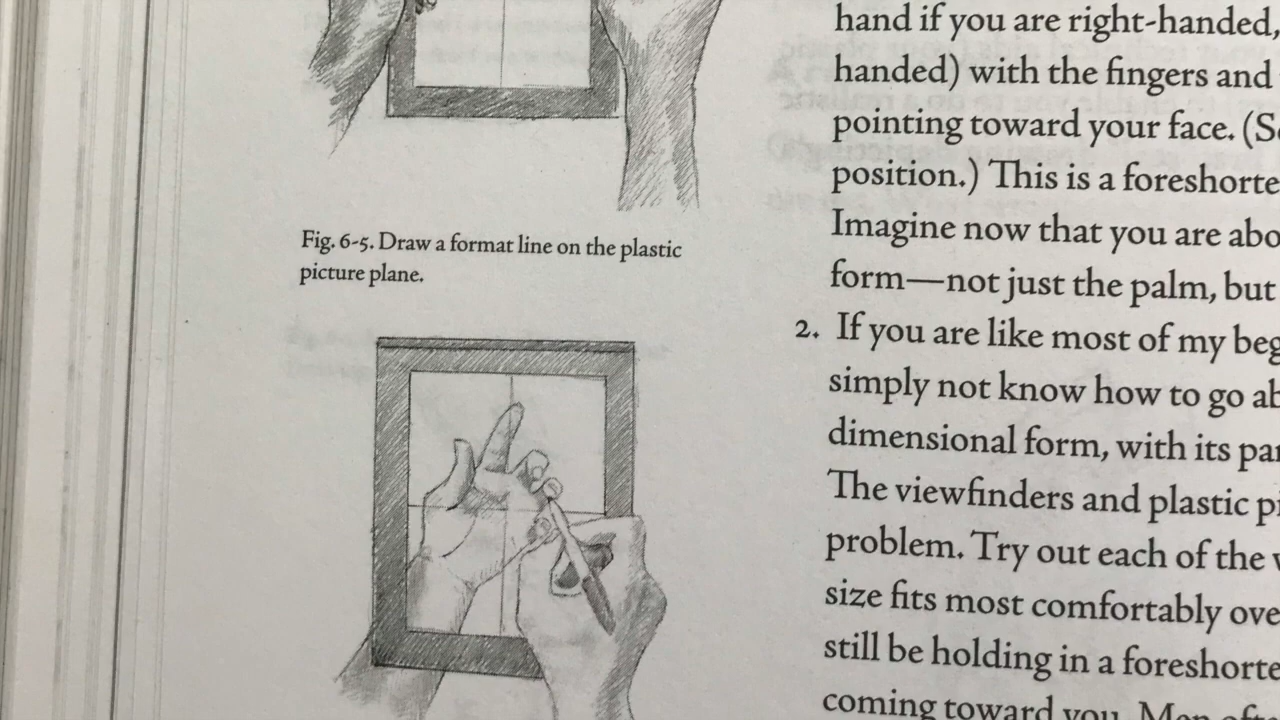 Fig. 6-5. Draw a format line on the plastic
picture plane.
hand if you are right-handed,
handed) with the fingers and
pointing toward your face. (
position.) This is a foreshorte
Imagine now that you are abo
form—not just the palm, but
2. If you are like most of my beg
simply not know how to go ab
dimensional form, with its par
The viewfinders and plastic pi
problem. Try out each of the
size fits most comfortably ove
still be holding in a foreshorte
coming toward you.